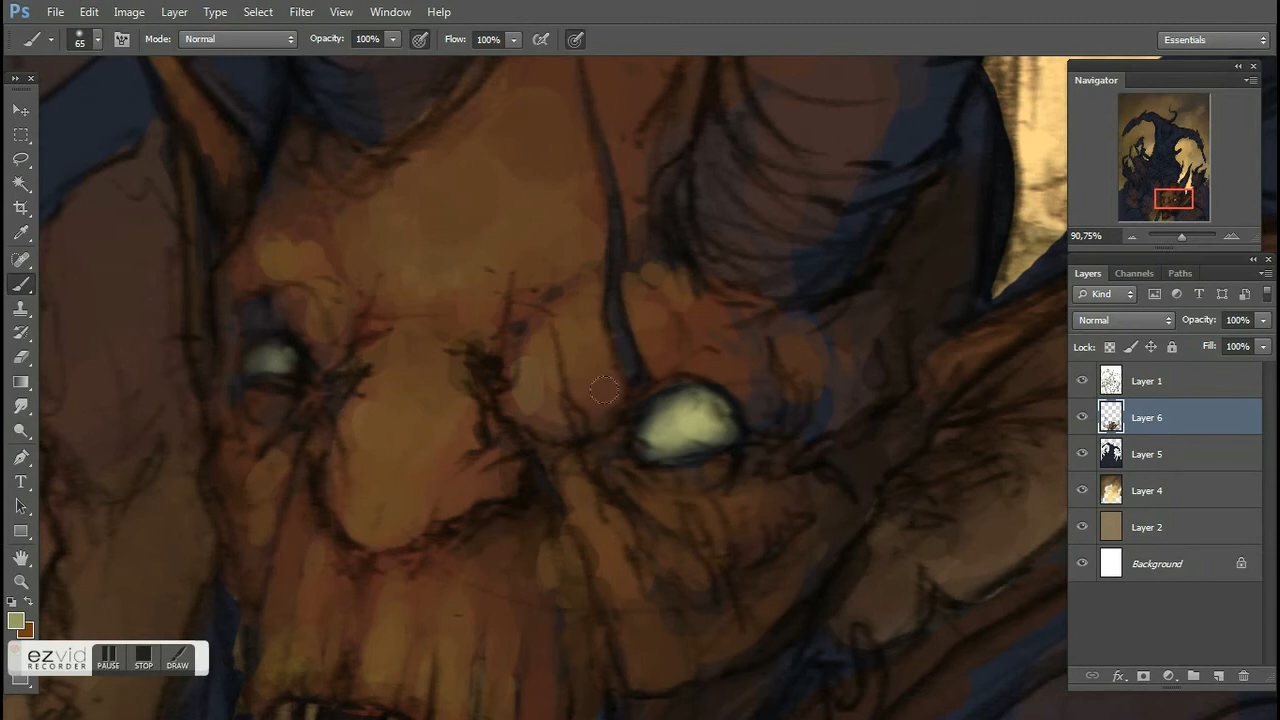 Ps File Edit Image Layer Type Select Filter View Window Help
65 Mode: Normal Opacity: 100% Flow: 100% Essentials
Navigator
90,75%
Layers Channels Paths
Kind
Normal Opacity: 100%
Lock: Fill: 100%
Layer 1
Layer 6
Layer 5
Layer 4
Layer 2
Background
ezvid
RECORDER
PAUSE STOP DRAW
fx